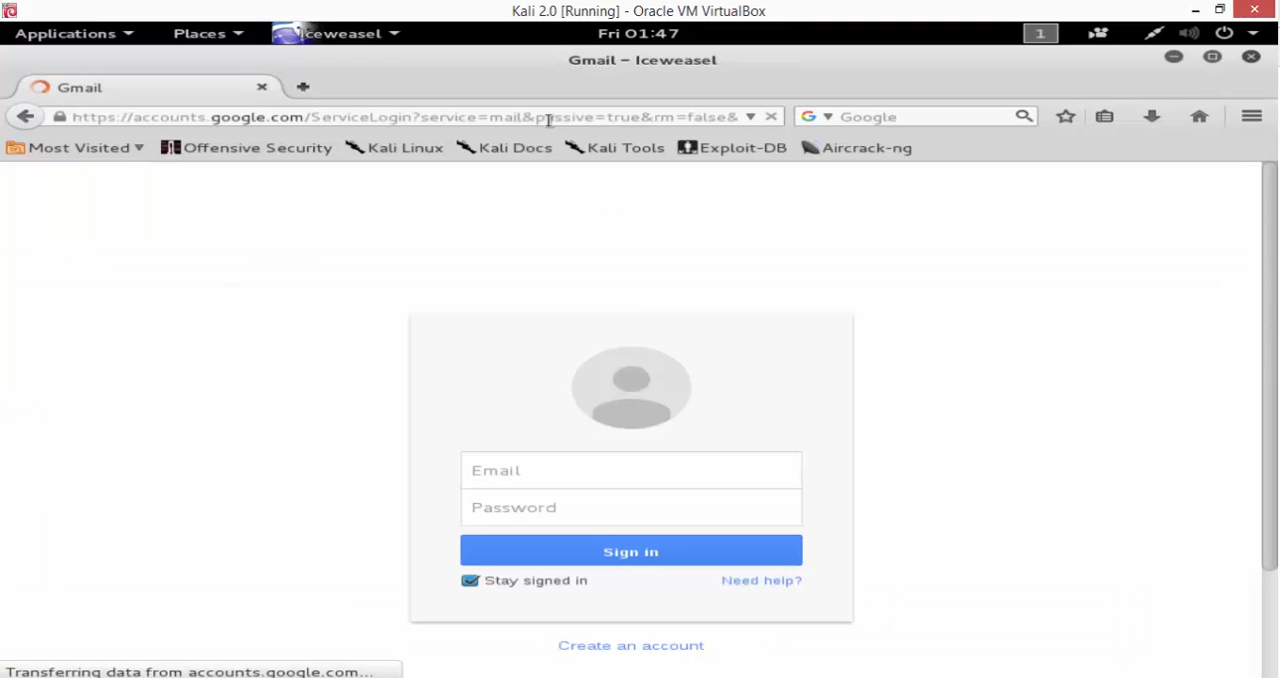 Kali 2.0 [Running] - Oracle VM VirtualBox
Applications Places Iceweasel Fri 01:47 1
Gmail - Iceweasel
Gmail
https://accounts.google.com/ServiceLogin?service=mail&passive=true&rm=false& Google
Most Visited Offensive Security Kali Linux Kali Docs Kali Tools Exploit-DB Aircrack-ng
Email
Password
Sign in
Stay signed in Need help?
Create an account
Transferring data from accounts.google.com...